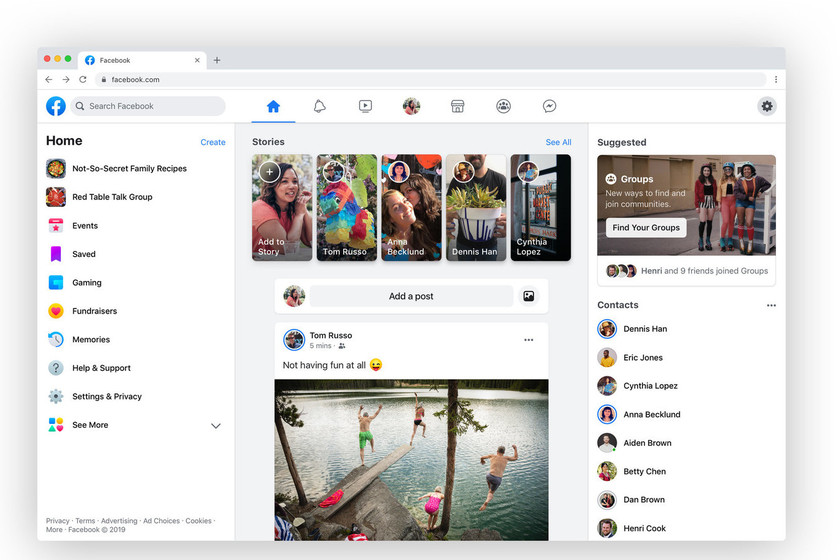 Facebook
facebook.com
Search Facebook
Home
Create
Not-So-Secret Family Recipes
Red Table Talk Group
Events
Saved
Gaming
Fundraisers
Memories
Help & Support
Settings & Privacy
See More
Privacy · Terms · Advertising · Ad Choices · Cookies ·
More · Facebook © 2019
Stories
See All
Add to
Story
Tom Russo
Anna
Becklund
Dennis Han
Cynthia
Lopez
Add a post
Tom Russo
5 mins ·
Not having fun at all 😜
Suggested
Groups
New ways to find and
join communities.
Find Your Groups
Henri and 9 friends joined Groups
Contacts
Dennis Han
Eric Jones
Cynthia Lopez
Anna Becklund
Aiden Brown
Betty Chen
Dan Brown
Henri Cook